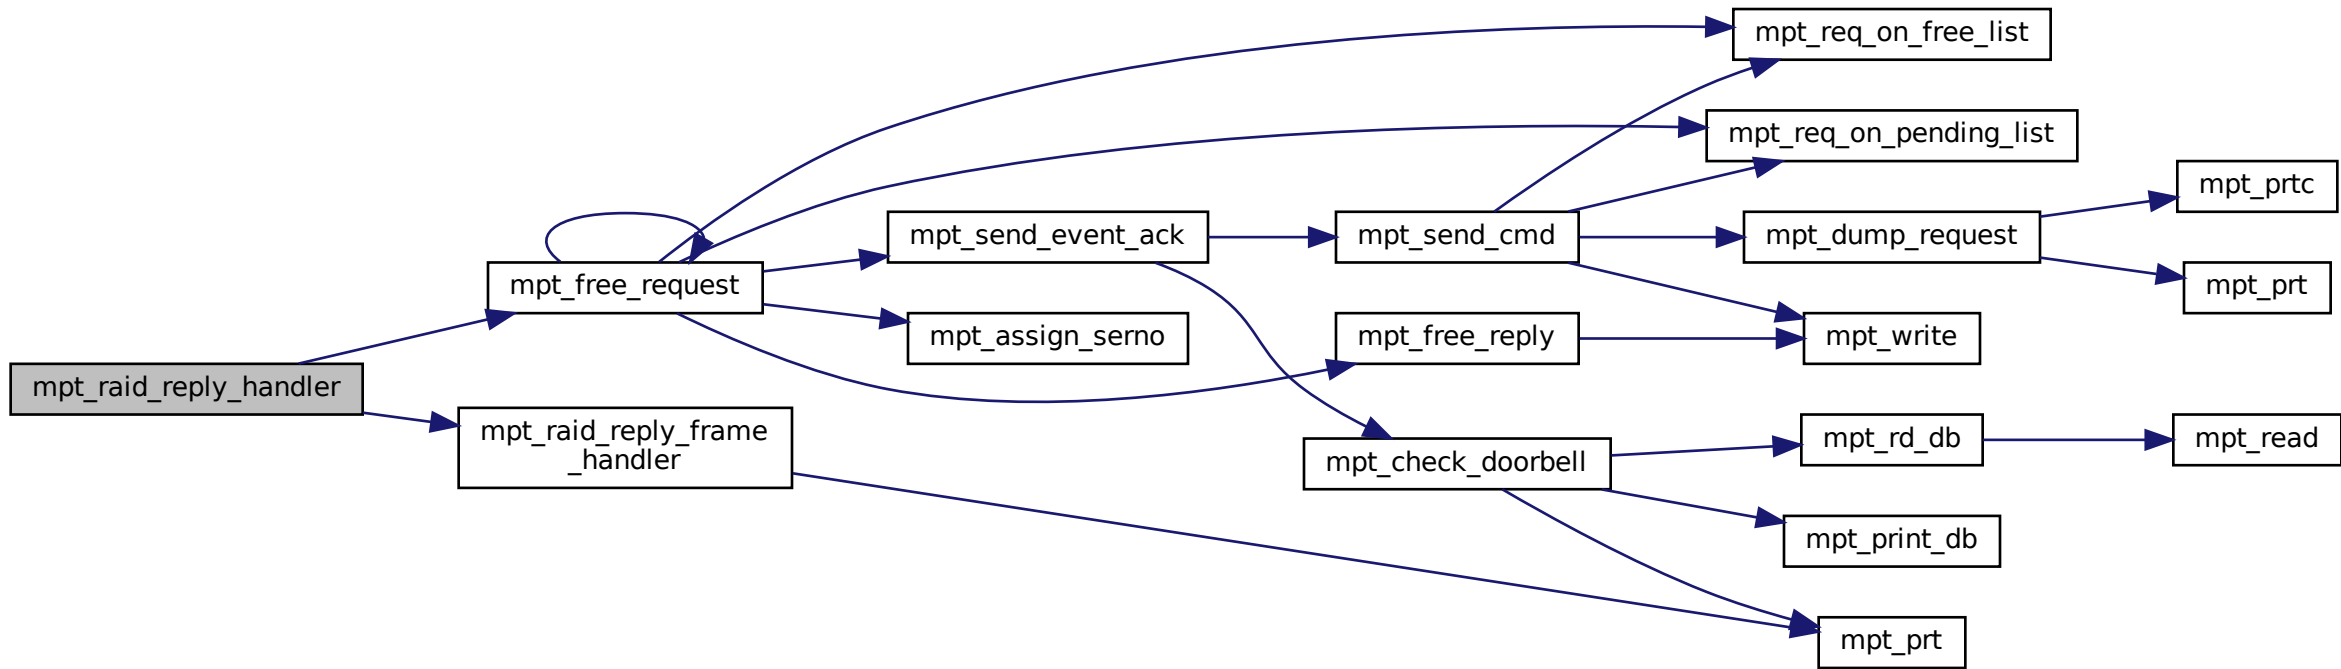 mpt_req_on_free_list
mpt_req_on_pending_list
mpt_prtc
mpt_send_event_ack
mpt_send_cmd
mpt_dump_request
mpt_free_request
mpt_prt
mpt_assign_serno
mpt_free_reply
mpt_write
mpt_raid_reply_handler
mpt_raid_reply_frame
_handler
mpt_rd_db
mpt_read
mpt_check_doorbell
mpt_print_db
mpt_prt